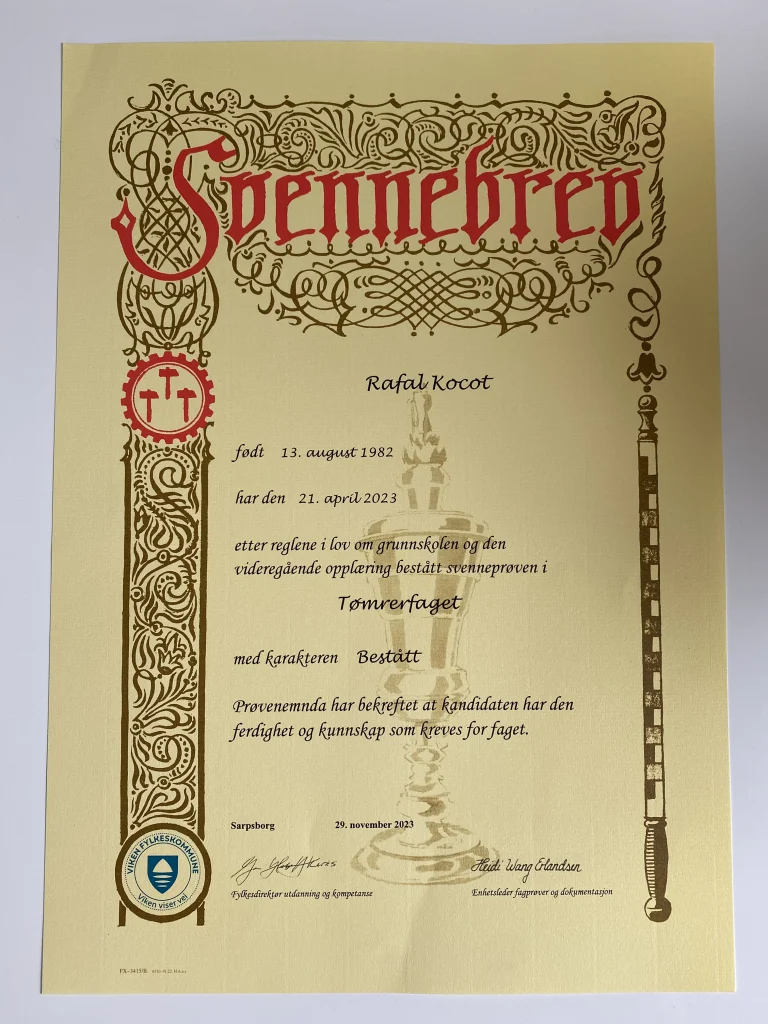 Svennebrev
Rafal Kocot
født 13. august 1982
har den 21. april 2023
etter reglene i lov om grunnskolen og den
videregående opplæring bestått svenneprøven i
Tømrerfaget
med karakteren Bestått
Prøvenemnda har bekreftet at kandidaten har den
ferdighet og kunnskap som kreves for faget.
Sarpsborg 29. november 2023
VIKEN FYLKESKOMMUNE
Viken viser vei
Heidi Wang Erlandsen
Fylkesdirektør utdanning og kompetanse Enhetsleder fagprøver og dokumentasjon